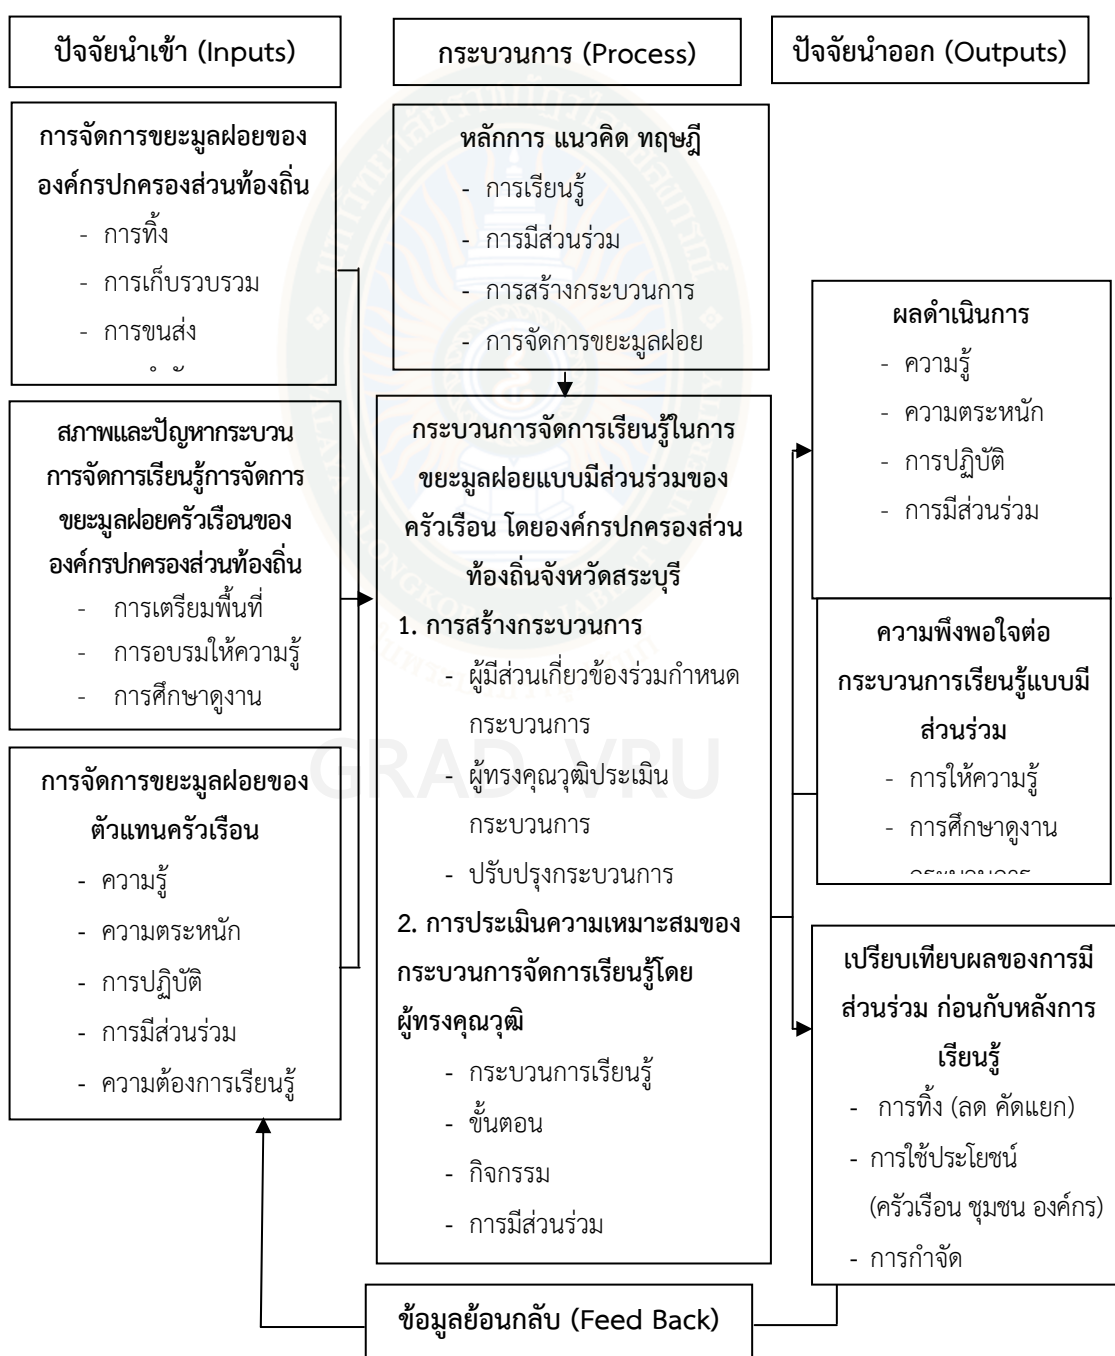 ปัจจัยนำเข้า (Inputs)
กระบวนการ (Process)
ปัจจัยนำออก (Outputs)
การจัดการขยะมูลฝอยของ
องค์กรปกครองส่วนท้องถิ่น
- การทิ้ง
- การเก็บรวบรวม
- การขนส่ง
สภาพและปัญหากระบวน
การจัดการเรียนรู้การจัดการ
ขยะมูลฝอยครัวเรือนของ
องค์กรปกครองส่วนท้องถิ่น
- การเตรียมพื้นที่
- การอบรมให้ความรู้
- การศึกษาดูงาน
การจัดการขยะมูลฝอยของ
ตัวแทนครัวเรือน
- ความรู้
- ความตระหนัก
- การปฏิบัติ
- การมีส่วนร่วม
- ความต้องการเรียนรู้
หลักการ แนวคิด ทฤษฎี
- การเรียนรู้
- การมีส่วนร่วม
- การสร้างกระบวนการ
- การจัดการขยะมูลฝอย
กระบวนการจัดการเรียนรู้ในการ
ขยะมูลฝอยแบบมีส่วนร่วมของ
ครัวเรือน โดยองค์กรปกครองส่วน
ท้องถิ่นจังหวัดสระบุรี
1. การสร้างกระบวนการ
- ผู้มีส่วนเกี่ยวข้องร่วมกำหนด
กระบวนการ
- ผู้ทรงคุณวุฒิประเมิน
กระบวนการ
- ปรับปรุงกระบวนการ
2. การประเมินความเหมาะสมของ
กระบวนการจัดการเรียนรู้โดย
ผู้ทรงคุณวุฒิ
- กระบวนการเรียนรู้
- ขั้นตอน
- กิจกรรม
- การมีส่วนร่วม
ผลดำเนินการ
- ความรู้
- ความตระหนัก
- การปฏิบัติ
- การมีส่วนร่วม
ความพึงพอใจต่อ
กระบวนการเรียนรู้แบบมี
ส่วนร่วม
- การให้ความรู้
- การศึกษาดูงาน
เปรียบเทียบผลของการมี
ส่วนร่วม ก่อนกับหลังการ
เรียนรู้
- การทิ้ง (ลด คัดแยก)
- การใช้ประโยชน์
(ครัวเรือน ชุมชน องค์กร)
- การกำจัด
ข้อมูลย้อนกลับ (Feed Back)
GRAD VRU